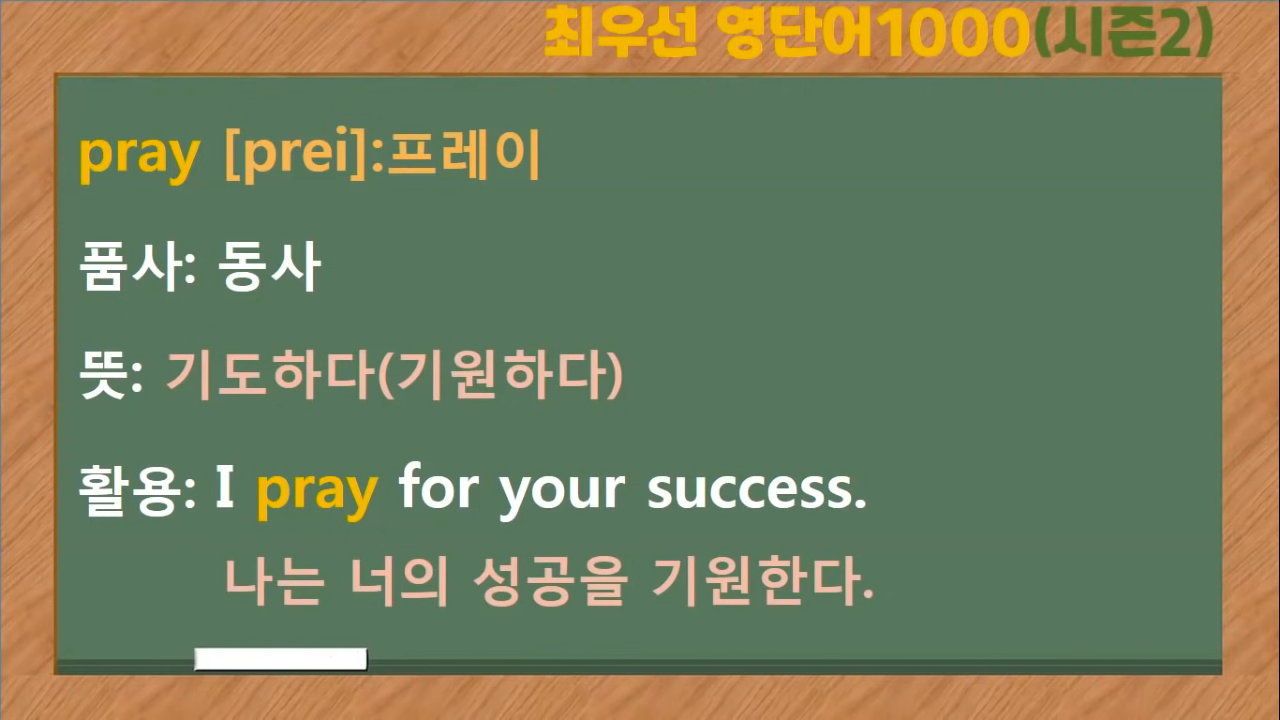 최우선 영단어1000(시즌2)
pray [prei]:프레이
품사: 동사
뜻: 기도하다(기원하다)
활용: I pray for your success.
나는 너의 성공을 기원한다.